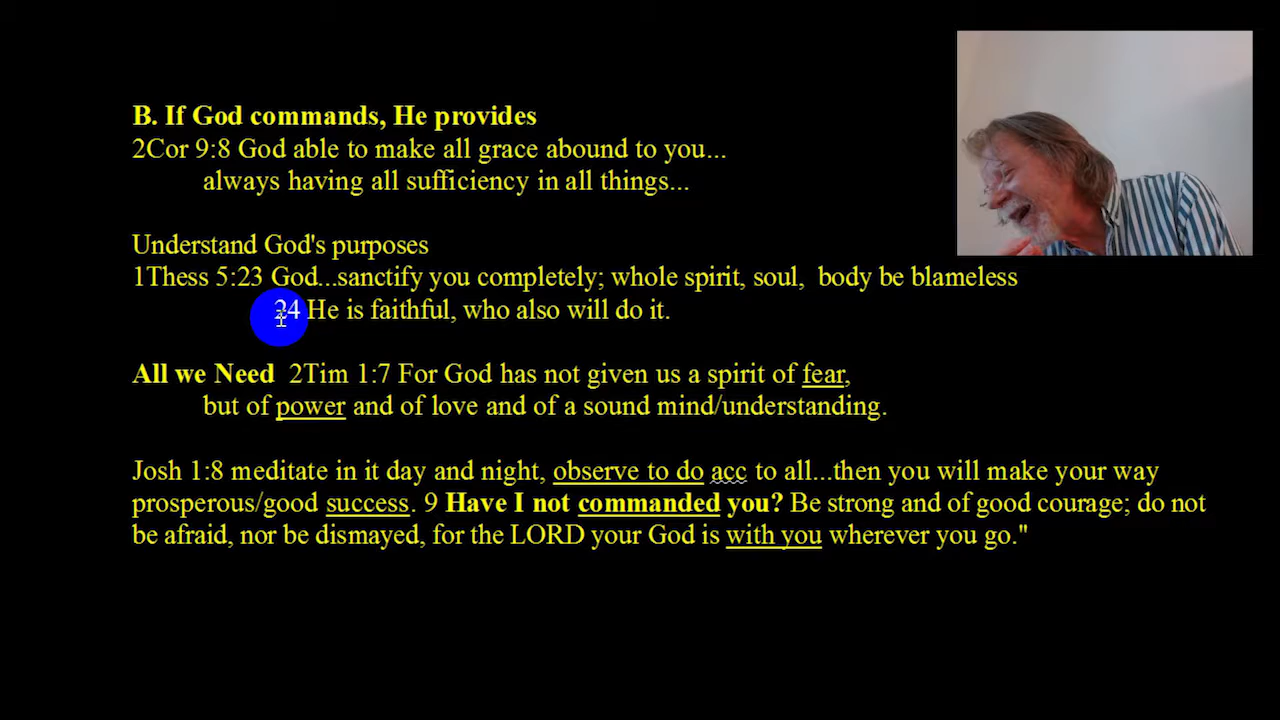 B. If God commands, He provides
2Cor 9:8 God able to make all grace abound to you...
always having all sufficiency in all things...
Understand God's purposes
1Thess 5:23 God...sanctify you completely; whole spirit, soul, body be blameless
24 He is faithful, who also will do it.
All we Need 2Tim 1:7 For God has not given us a spirit of fear,
but of power and of love and of a sound mind/understanding.
Josh 1:8 meditate in it day and night, observe to do acc to all...then you will make your way
prosperous/good success. 9 Have I not commanded you? Be strong and of good courage; do not
be afraid, nor be dismayed, for the LORD your God is with you wherever you go."